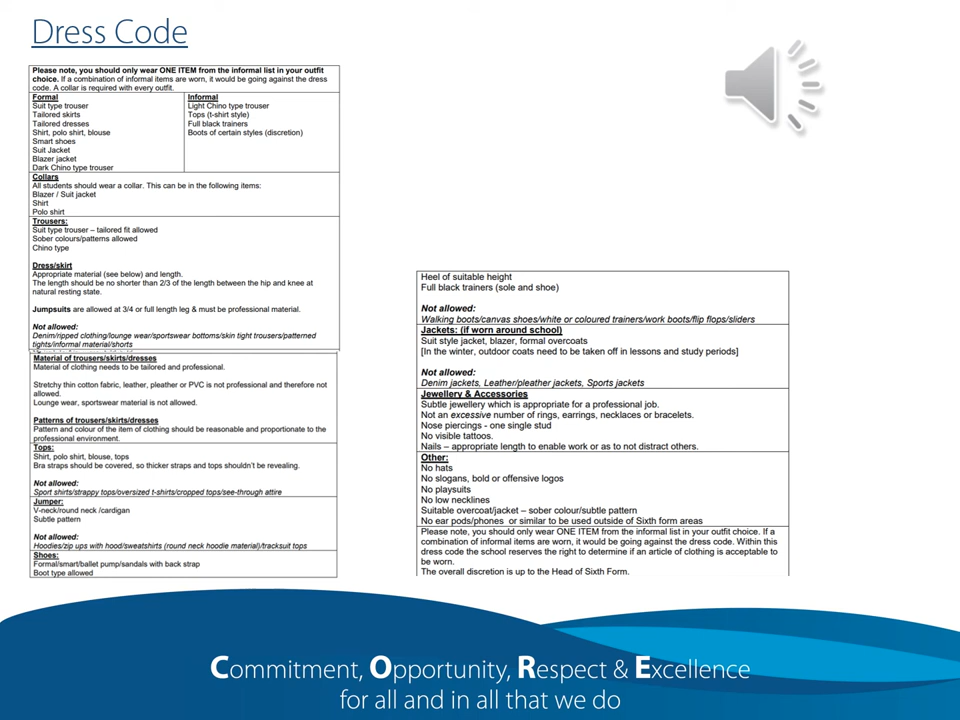 Dress Code
Please note, you should only wear ONE ITEM from the informal list in your outfit
choice. If a combination of informal items are worn, it would be going against the dress
code. A collar is required with every outfit.
Formal
Suit type trouser
Tailored skirts
Tailored dresses
Shirt, polo shirt, blouse
Smart shoes
Suit Jacket
Blazer jacket
Dark Chino type trouser
Informal
Light Chino type trouser
Tops (t-shirt style)
Full black trainers
Boots of certain styles (discretion)
Collars
All students should wear a collar. This can be in the following items:
Blazer / Suit jacket
Shirt
Polo shirt
Trousers:
Suit type trouser – tailored fit allowed
Sober colours/patterns allowed
Chino type
Dress/skirt
Appropriate material (see below) and length.
The length should be no shorter than 2/3 of the length between the hip and knee at
natural resting state.
Jumpsuits are allowed at 3/4 or full length leg & must be professional material.
Not allowed:
Denim/ripped clothing/lounge wear/sportswear bottoms/skin tight trousers/patterned
tights/informal material/shorts
Material of trousers/skirts/dresses
Material of clothing needs to be tailored and professional.
Stretchy thin cotton fabric, leather, pleather or PVC is not professional and therefore not
allowed.
Lounge wear, sportswear material is not allowed.
Patterns of trousers/skirts/dresses
Pattern and colour of the item of clothing should be reasonable and proportionate to the
professional environment.
Tops:
Shirt, polo shirt, blouse, tops
Bra straps should be covered, so thicker straps and tops shouldn't be revealing.
Not allowed:
Sport shirts/strappy tops/oversized t-shirts/cropped tops/see-through attire
Jumper:
V-neck/round neck /cardigan
Subtle pattern
Not allowed:
Hoodies/zip ups with hood/sweatshirts (round neck hoodie material)/tracksuit tops
Shoes:
Formal/smart/ballet pump/sandals with back strap
Boot type allowed
Heel of suitable height
Full black trainers (sole and shoe)
Not allowed:
Walking boots/canvas shoes/white or coloured trainers/work boots/flip flops/sliders
Jackets: (if worn around school)
Suit style jacket, blazer, formal overcoats
[In the winter, outdoor coats need to be taken off in lessons and study periods]
Not allowed:
Denim jackets, Leather/pleather jackets, Sports jackets
Jewellery & Accessories
Subtle jewellery which is appropriate for a professional job.
Not an excessive number of rings, earrings, necklaces or bracelets.
Nose piercings - one single stud
No visible tattoos.
Nails – appropriate length to enable work or as to not distract others.
Other:
No hats
No slogans, bold or offensive logos
No playsuits
No low necklines
Suitable overcoat/jacket – sober colour/subtle pattern
No ear pods/phones or similar to be used outside of Sixth form areas
Please note, you should only wear ONE ITEM from the informal list in your outfit choice. If a
combination of informal items are worn, it would be going against the dress code. Within this
dress code the school reserves the right to determine if an article of clothing is acceptable to
be worn.
The overall discretion is up to the Head of Sixth Form.
Commitment, Opportunity, Respect & Excellence
for all and in all that we do